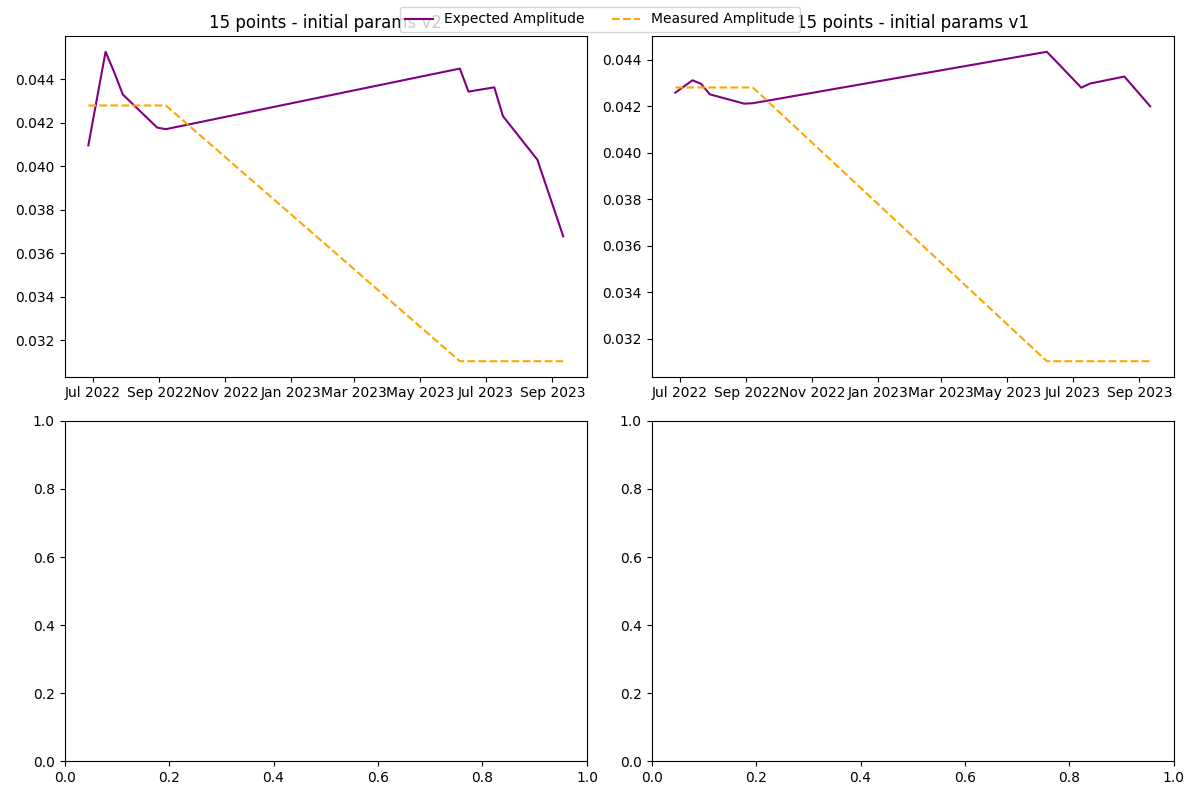 Expected Amplitude
Measured Amplitude
15 points - initial params v2
15 points - initial params v1
0.044
0.042
0.040
0.038
0.036
0.034
0.032
Jul 2022
Sep 2022
Nov 2022
Jan 2023
Mar 2023
May 2023
Jul 2023
Sep 2023
0.044
0.042
0.040
0.038
0.036
0.034
0.032
Jul 2022
Sep 2022
Nov 2022
Jan 2023
Mar 2023
May 2023
Jul 2023
Sep 2023
1.0
0.8
0.6
0.4
0.2
0.0
0.0
0.2
0.4
0.6
0.8
1.0
1.0
0.8
0.6
0.4
0.2
0.0
0.0
0.2
0.4
0.6
0.8
1.0